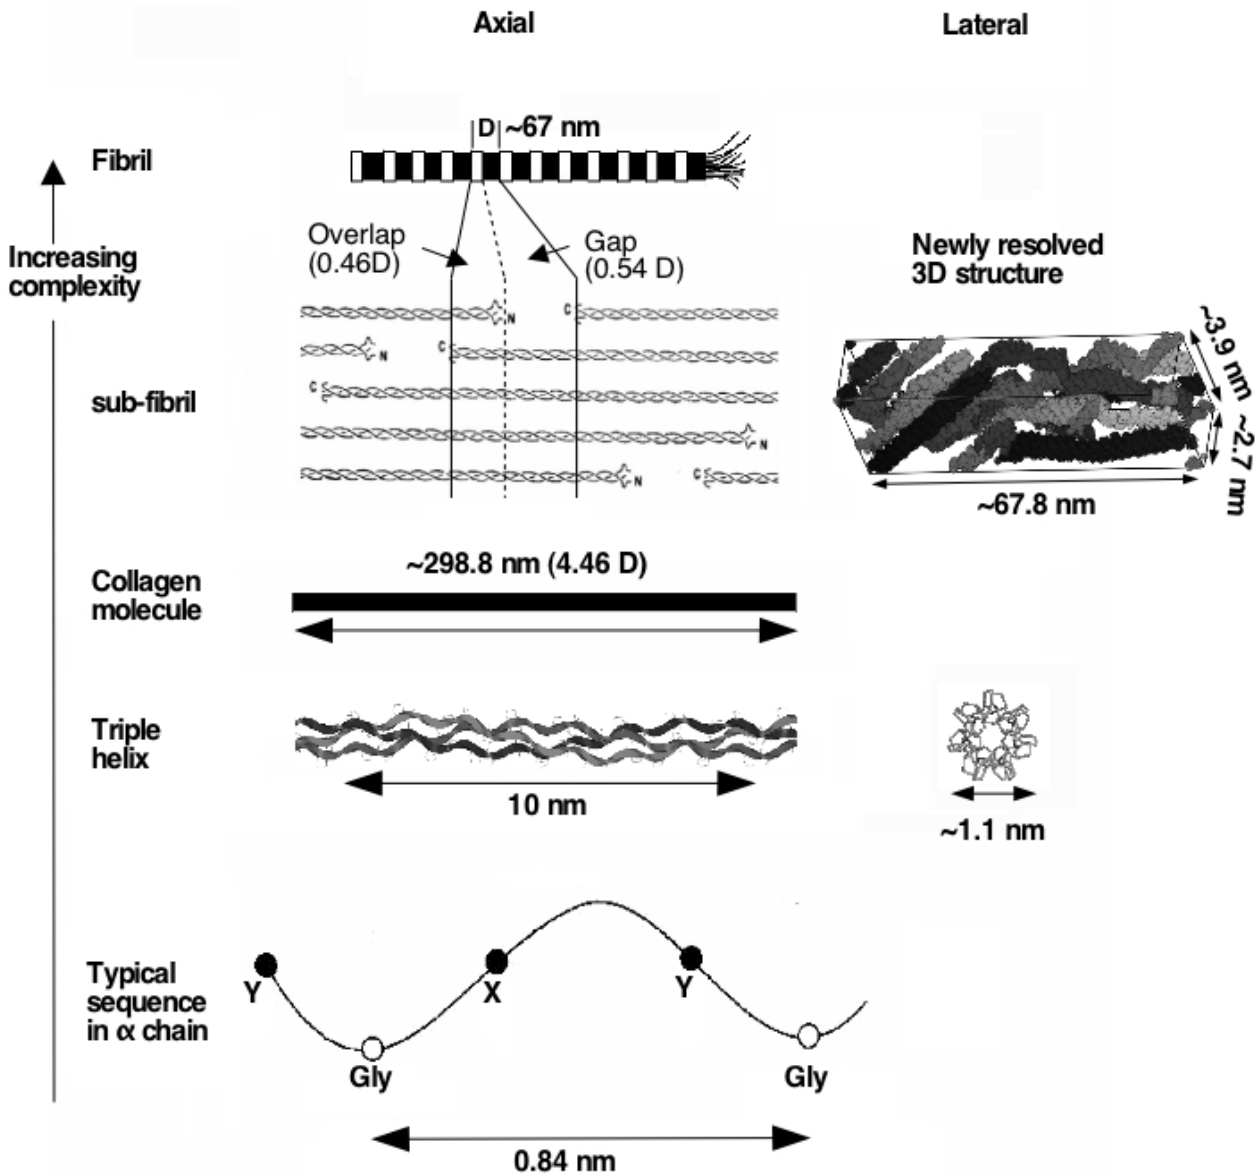 Axial
Lateral
D ~67 nm
Fibril
Overlap
(0.46D)
Gap
(0.54 D)
Increasing
complexity
Newly resolved
3D structure
N
C
N
C
sub-fibril
C
N
N
C
~3.9 nm
~2.7 nm
~67.8 nm
~298.8 nm (4.46 D)
Collagen
molecule
Triple
helix
10 nm
~1.1 nm
Typical
sequence
in α chain
Y
Gly
X
Y
Gly
0.84 nm